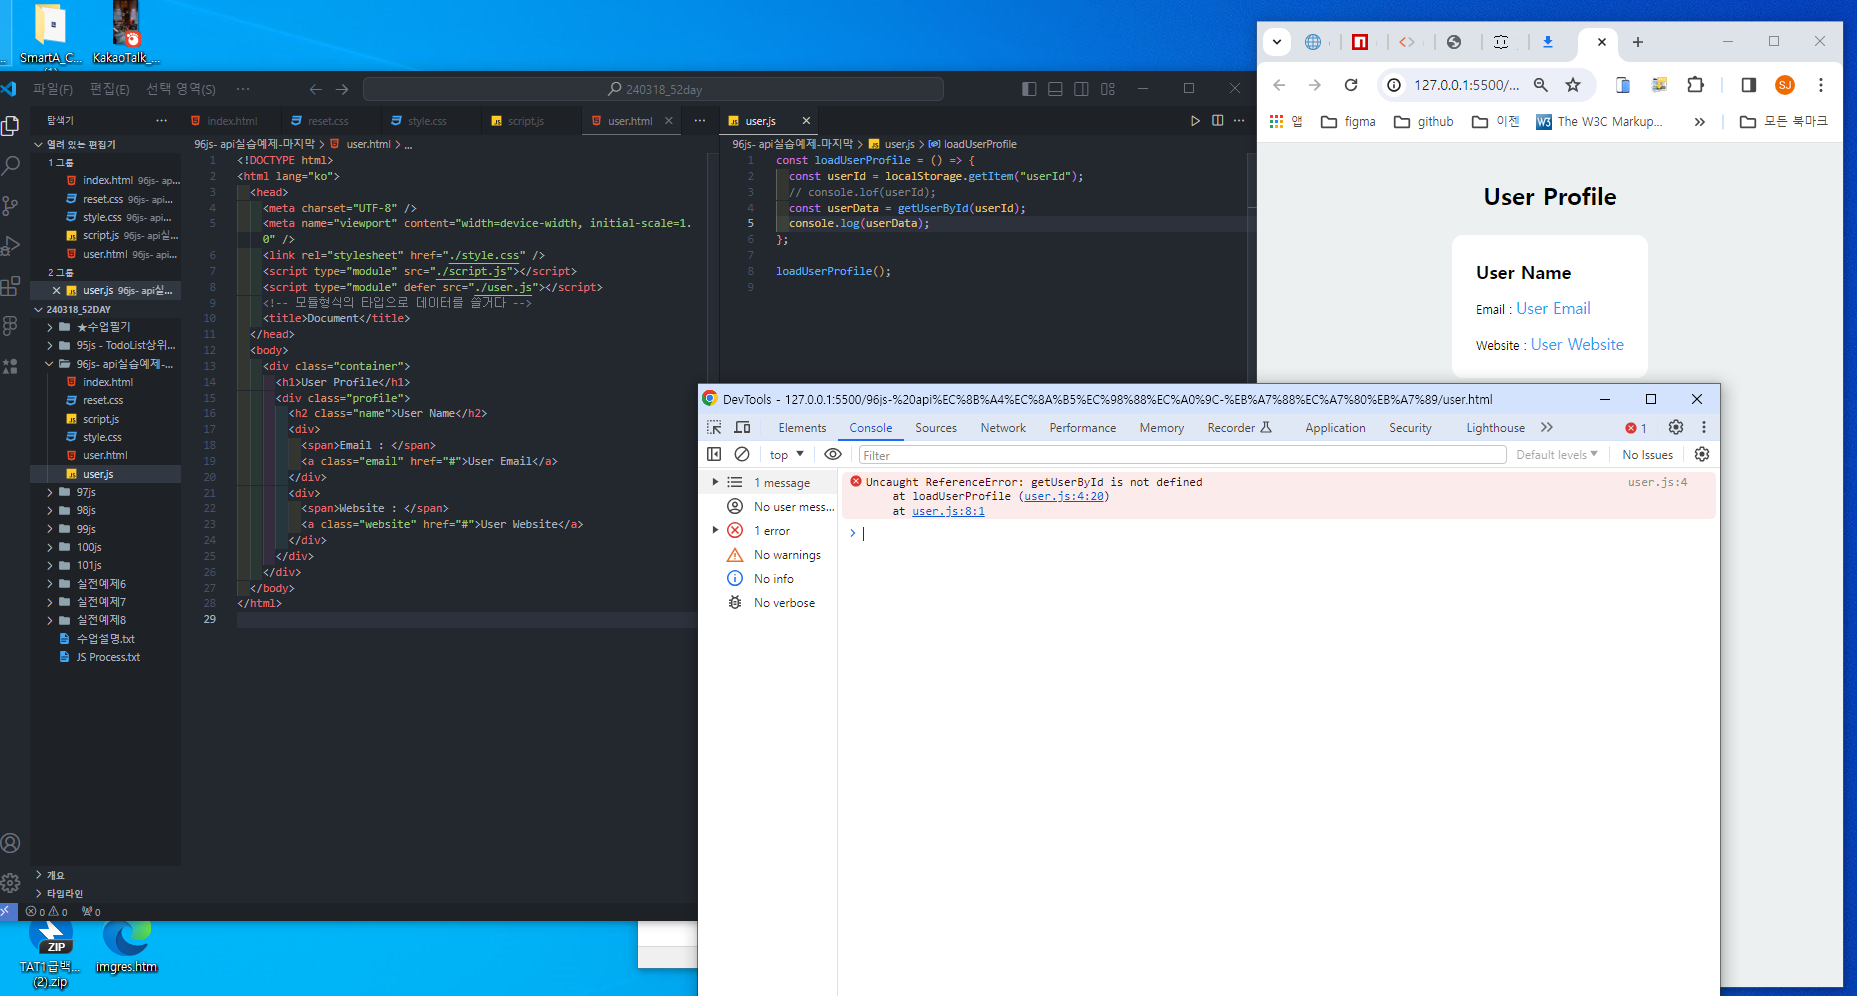 SmartA_C...
KakaoTalk_...
파일(F) 편집(E) 선택 영역(S) ...
240318_52day
탐색기
열려 있는 편집기
1 그룹
index.html 96js- ap...
reset.css 96js- api...
style.css 96js- api...
script.js 96js- api실...
user.html 96js- api...
2 그룹
user.js 96js- api실...
240318_52DAY
★수업필기
95js - TodoList상위...
96js- api실습예제-...
index.html
reset.css
script.js
style.css
user.html
user.js
97js
98js
99js
100js
101js
실전예제6
실전예제7
실전예제8
수업설명.txt
JS Process.txt
개요
타임라인
0 0 0
index.html reset.css style.css script.js user.html
96js- api실습예제-마지막 > user.html > ...
1 <!DOCTYPE html>
2 <html lang="ko">
3 <head>
4 <meta charset="UTF-8" />
5 <meta name="viewport" content="width=device-width, initial-scale=1.
0" />
6 <link rel="stylesheet" href="./style.css" />
7 <script type="module" src="./script.js"></script>
8 <script type="module" defer src="./user.js"></script>
9 <!-- 모듈형식의 타입으로 데이터를 쓸거다 -->
10 <title>Document</title>
11 </head>
12 <body>
13 <div class="container">
14 <h1>User Profile</h1>
15 <div class="profile">
16 <h2 class="name">User Name</h2>
17 <div>
18 <span>Email : </span>
19 <a class="email" href="#">User Email</a>
20 </div>
21 <div>
22 <span>Website : </span>
23 <a class="website" href="#">User Website</a>
24 </div>
25 </div>
26 </div>
27 </body>
28 </html>
29
user.js
96js- api실습예제-마지막 > user.js > loadUserProfile
1 const loadUserProfile = () => {
2 const userId = localStorage.getItem("userId");
3 // console.lof(userId);
4 const userData = getUserById(userId);
5 console.log(userData);
6 };
7
8 loadUserProfile();
9
127.0.0.1:5500/...
SJ
앱 figma github 이젠 W3 The W3C Markup... » 모든 북마크
User Profile
User Name
Email : User Email
Website : User Website
DevTools - 127.0.0.1:5500/96js-%20api%EC%8B%A4%EC%8A%B5%EC%98%88%EC%A0%9C-%EB%A7%88%EC%A7%80%EB%A7%89/user.html
Elements Console Sources Network Performance Memory Recorder Application Security Lighthouse » 1
top Filter Default levels No Issues
1 message
No user mess...
1 error
No warnings
No info
No verbose
Uncaught ReferenceError: getUserById is not defined user.js:4
at loadUserProfile (user.js:4:20)
at user.js:8:1
ZIP
TAT1급백...
(2).zip
imgres.htm